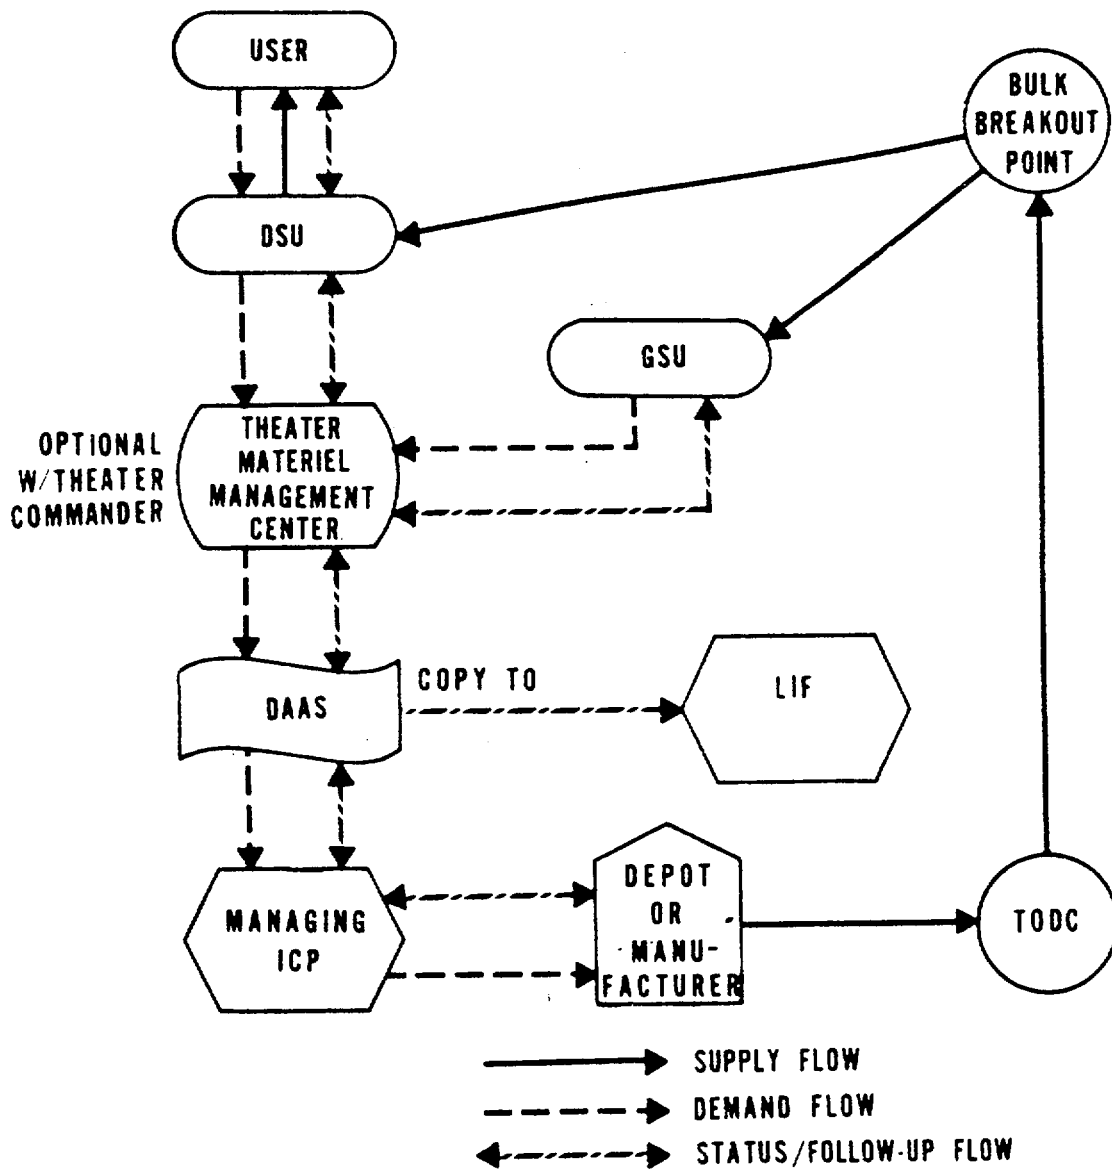 USER
BULK
BREAKOUT
POINT
DSU
GSU
OPTIONAL
W/THEATER
COMMANDER
THEATER
MATERIEL
MANAGEMENT
CENTER
DAAS
COPY TO
LIF
MANAGING
ICP
DEPOT
OR
MANU-
FACTURER
TODC
SUPPLY FLOW
DEMAND FLOW
STATUS/FOLLOW-UP FLOW